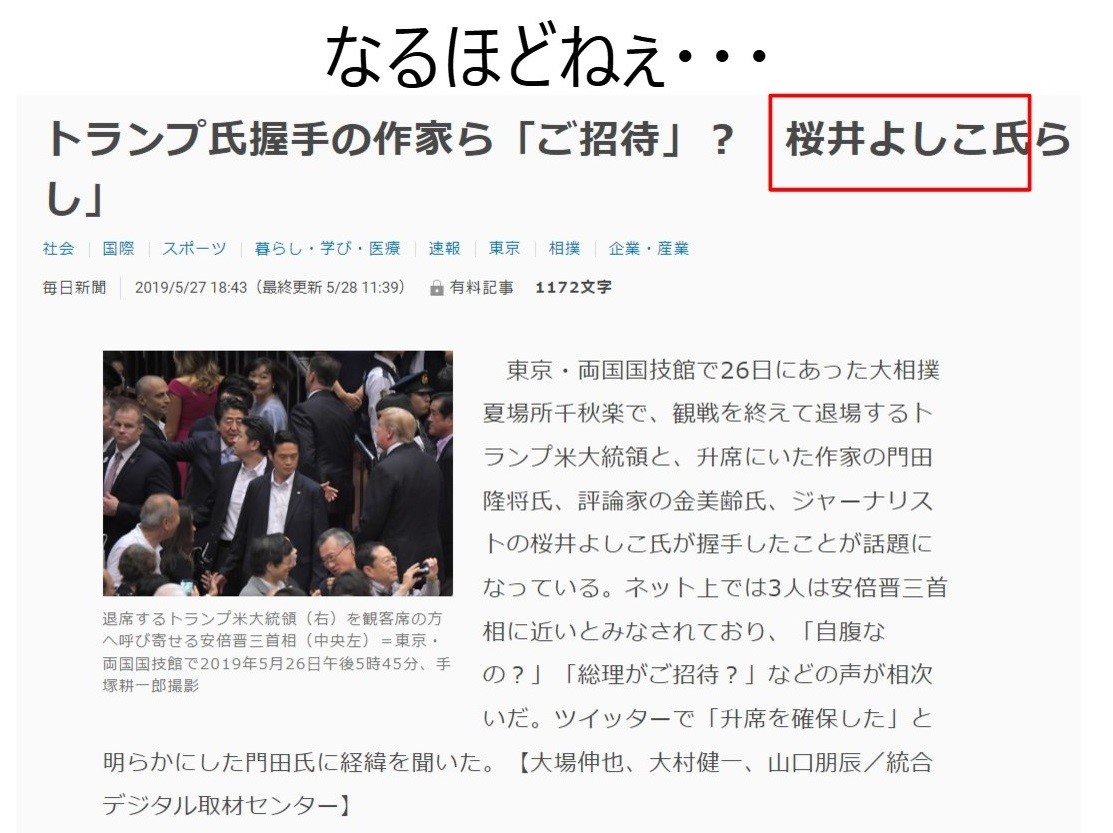 なるほどねぇ・・・
トランプ氏握手の作家ら「ご招待」？　桜井よしこ氏ら
し」
社会 国際 スポーツ 暮らし・学び・医療 速報 東京 相撲 企業・産業
毎日新聞 2019/5/27 18:43（最終更新 5/28 11:39） 有料記事 1172文字
東京・両国国技館で26日にあった大相撲
夏場所千秋楽で、観戦を終えて退場するト
ランプ米大統領と、升席にいた作家の門田
隆将氏、評論家の金美齢氏、ジャーナリス
トの桜井よしこ氏が握手したことが話題に
なっている。ネット上では3人は安倍晋三首
相に近いとみなされており、「自腹な
の？」「総理がご招待？」などの声が相次
いだ。ツイッターで「升席を確保した」と
明らかにした門田氏に経緯を聞いた。【大場伸也、大村健一、山口朋辰／統合
デジタル取材センター】
退席するトランプ米大統領（右）を観客席の方
へ呼び寄せる安倍晋三首相（中央左）＝東京・
両国国技館で2019年5月26日午後5時45分、手
塚耕一郎撮影